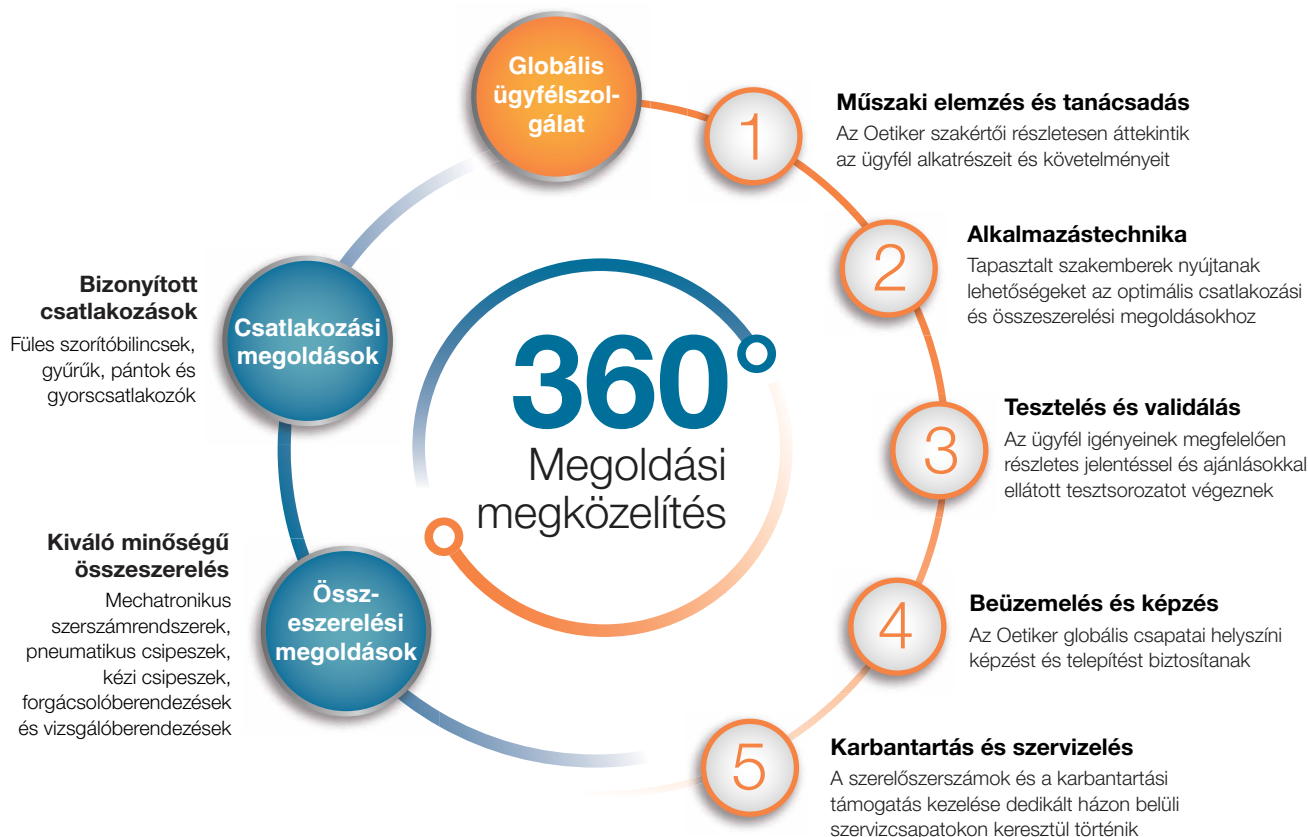 Globális
ügyfélszol-
gálat
1
Műszaki elemzés és tanácsadás
Az Oetiker szakértői részletesen áttekintik
az ügyfél alkatrészeit és követelményeit
2
Alkalmazástechnika
Tapasztalt szakemberek nyújtanak
lehetőségeket az optimális csatlakozási
és összeszerelési megoldásokhoz
3
Tesztelés és validálás
Az ügyfél igényeinek megfelelően
részletes jelentéssel és ajánlásokkal
ellátott tesztsorozatot végeznek
4
Beüzemelés és képzés
Az Oetiker globális csapatai helyszíni
képzést és telepítést biztosítanak
5
Karbantartás és szervizelés
A szerelőszerszámok és a karbantartási
támogatás kezelése dedikált házon belüli
szervizcsapatokon keresztül történik
Bizonyított
csatlakozások
Füles szorítóbilincsek,
gyűrűk, pántok és
gyorscsatlakozók
Csatlakozási
megoldások
360°
Megoldási
megközelítés
Kiváló minőségű
összeszerelés
Mechatronikus
szerszámrendszerek,
pneumatikus csipeszek,
kézi csipeszek,
forgácsolóberendezések
és vizsgálóberendezések
Össz-
eszerelési
megoldások